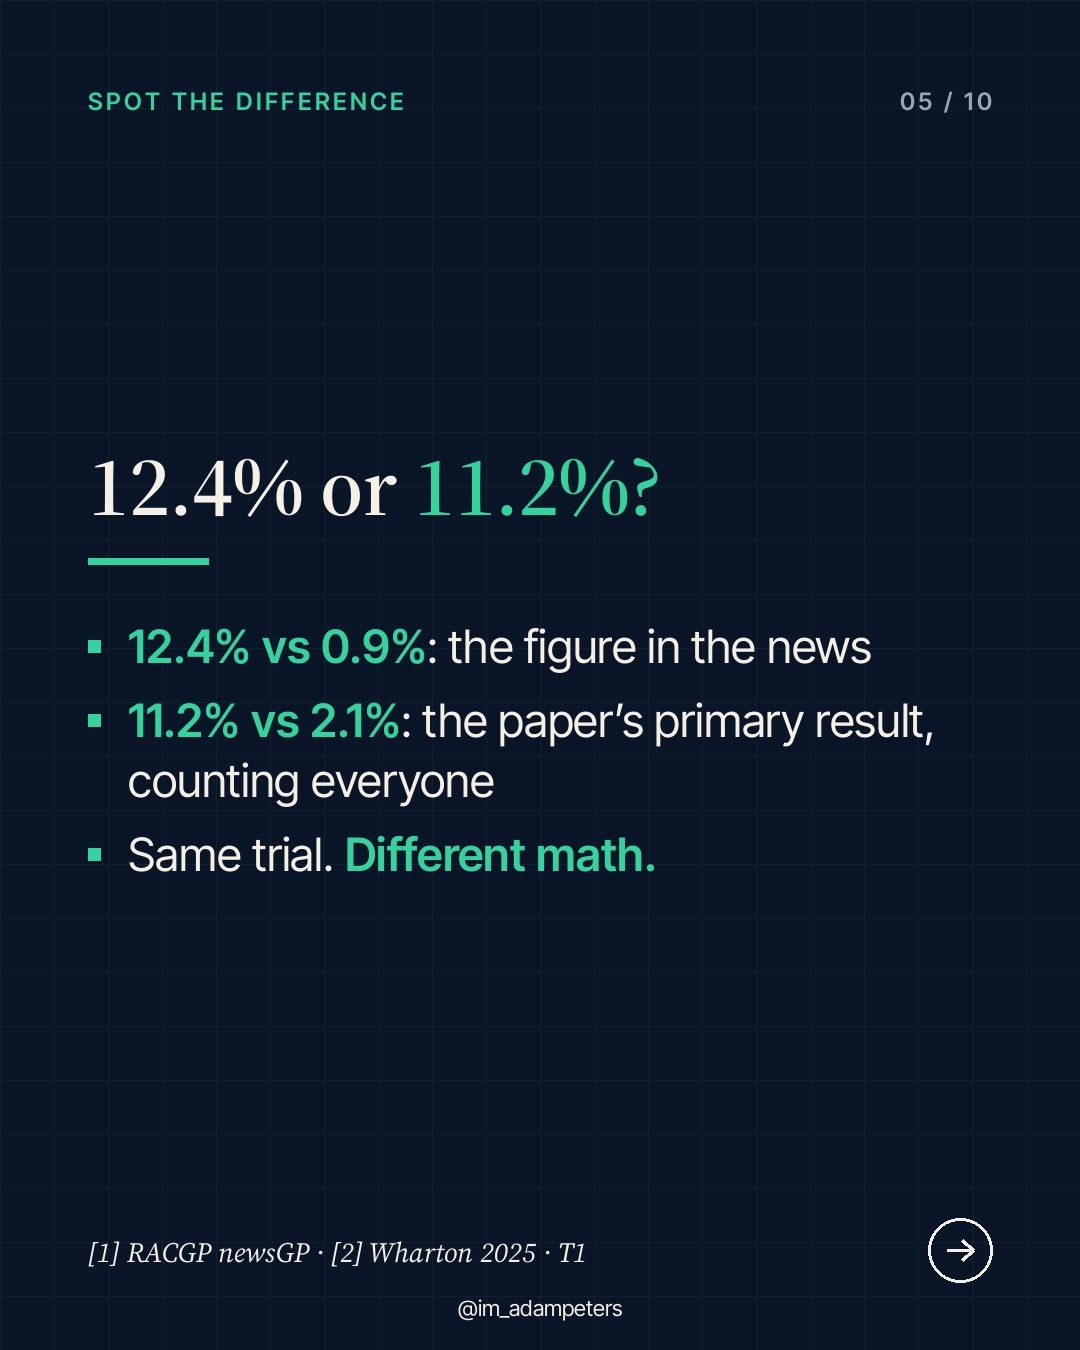 SPOT THE DIFFERENCE
05 / 10
12.4% or 11.2%?
12.4% vs 0.9%: the figure in the news
11.2% vs 2.1%: the paper’s primary result,
counting everyone
Same trial. Different math.
[1] RACGP newsGP · [2] Wharton 2025 · T1
@im_adampeters